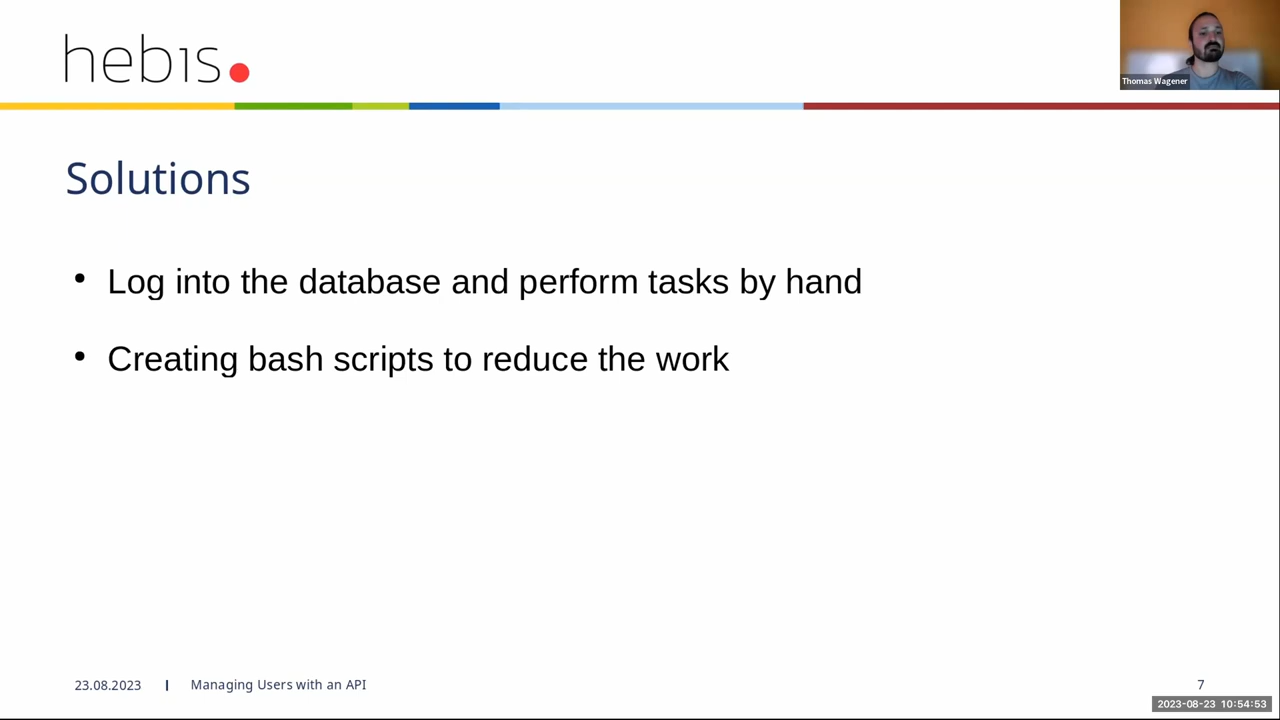 hebis.
Thomas Wagener
Solutions
• Log into the database and perform tasks by hand
• Creating bash scripts to reduce the work
23.08.2023 | Managing Users with an API 7
2023-08-23 10:54:53